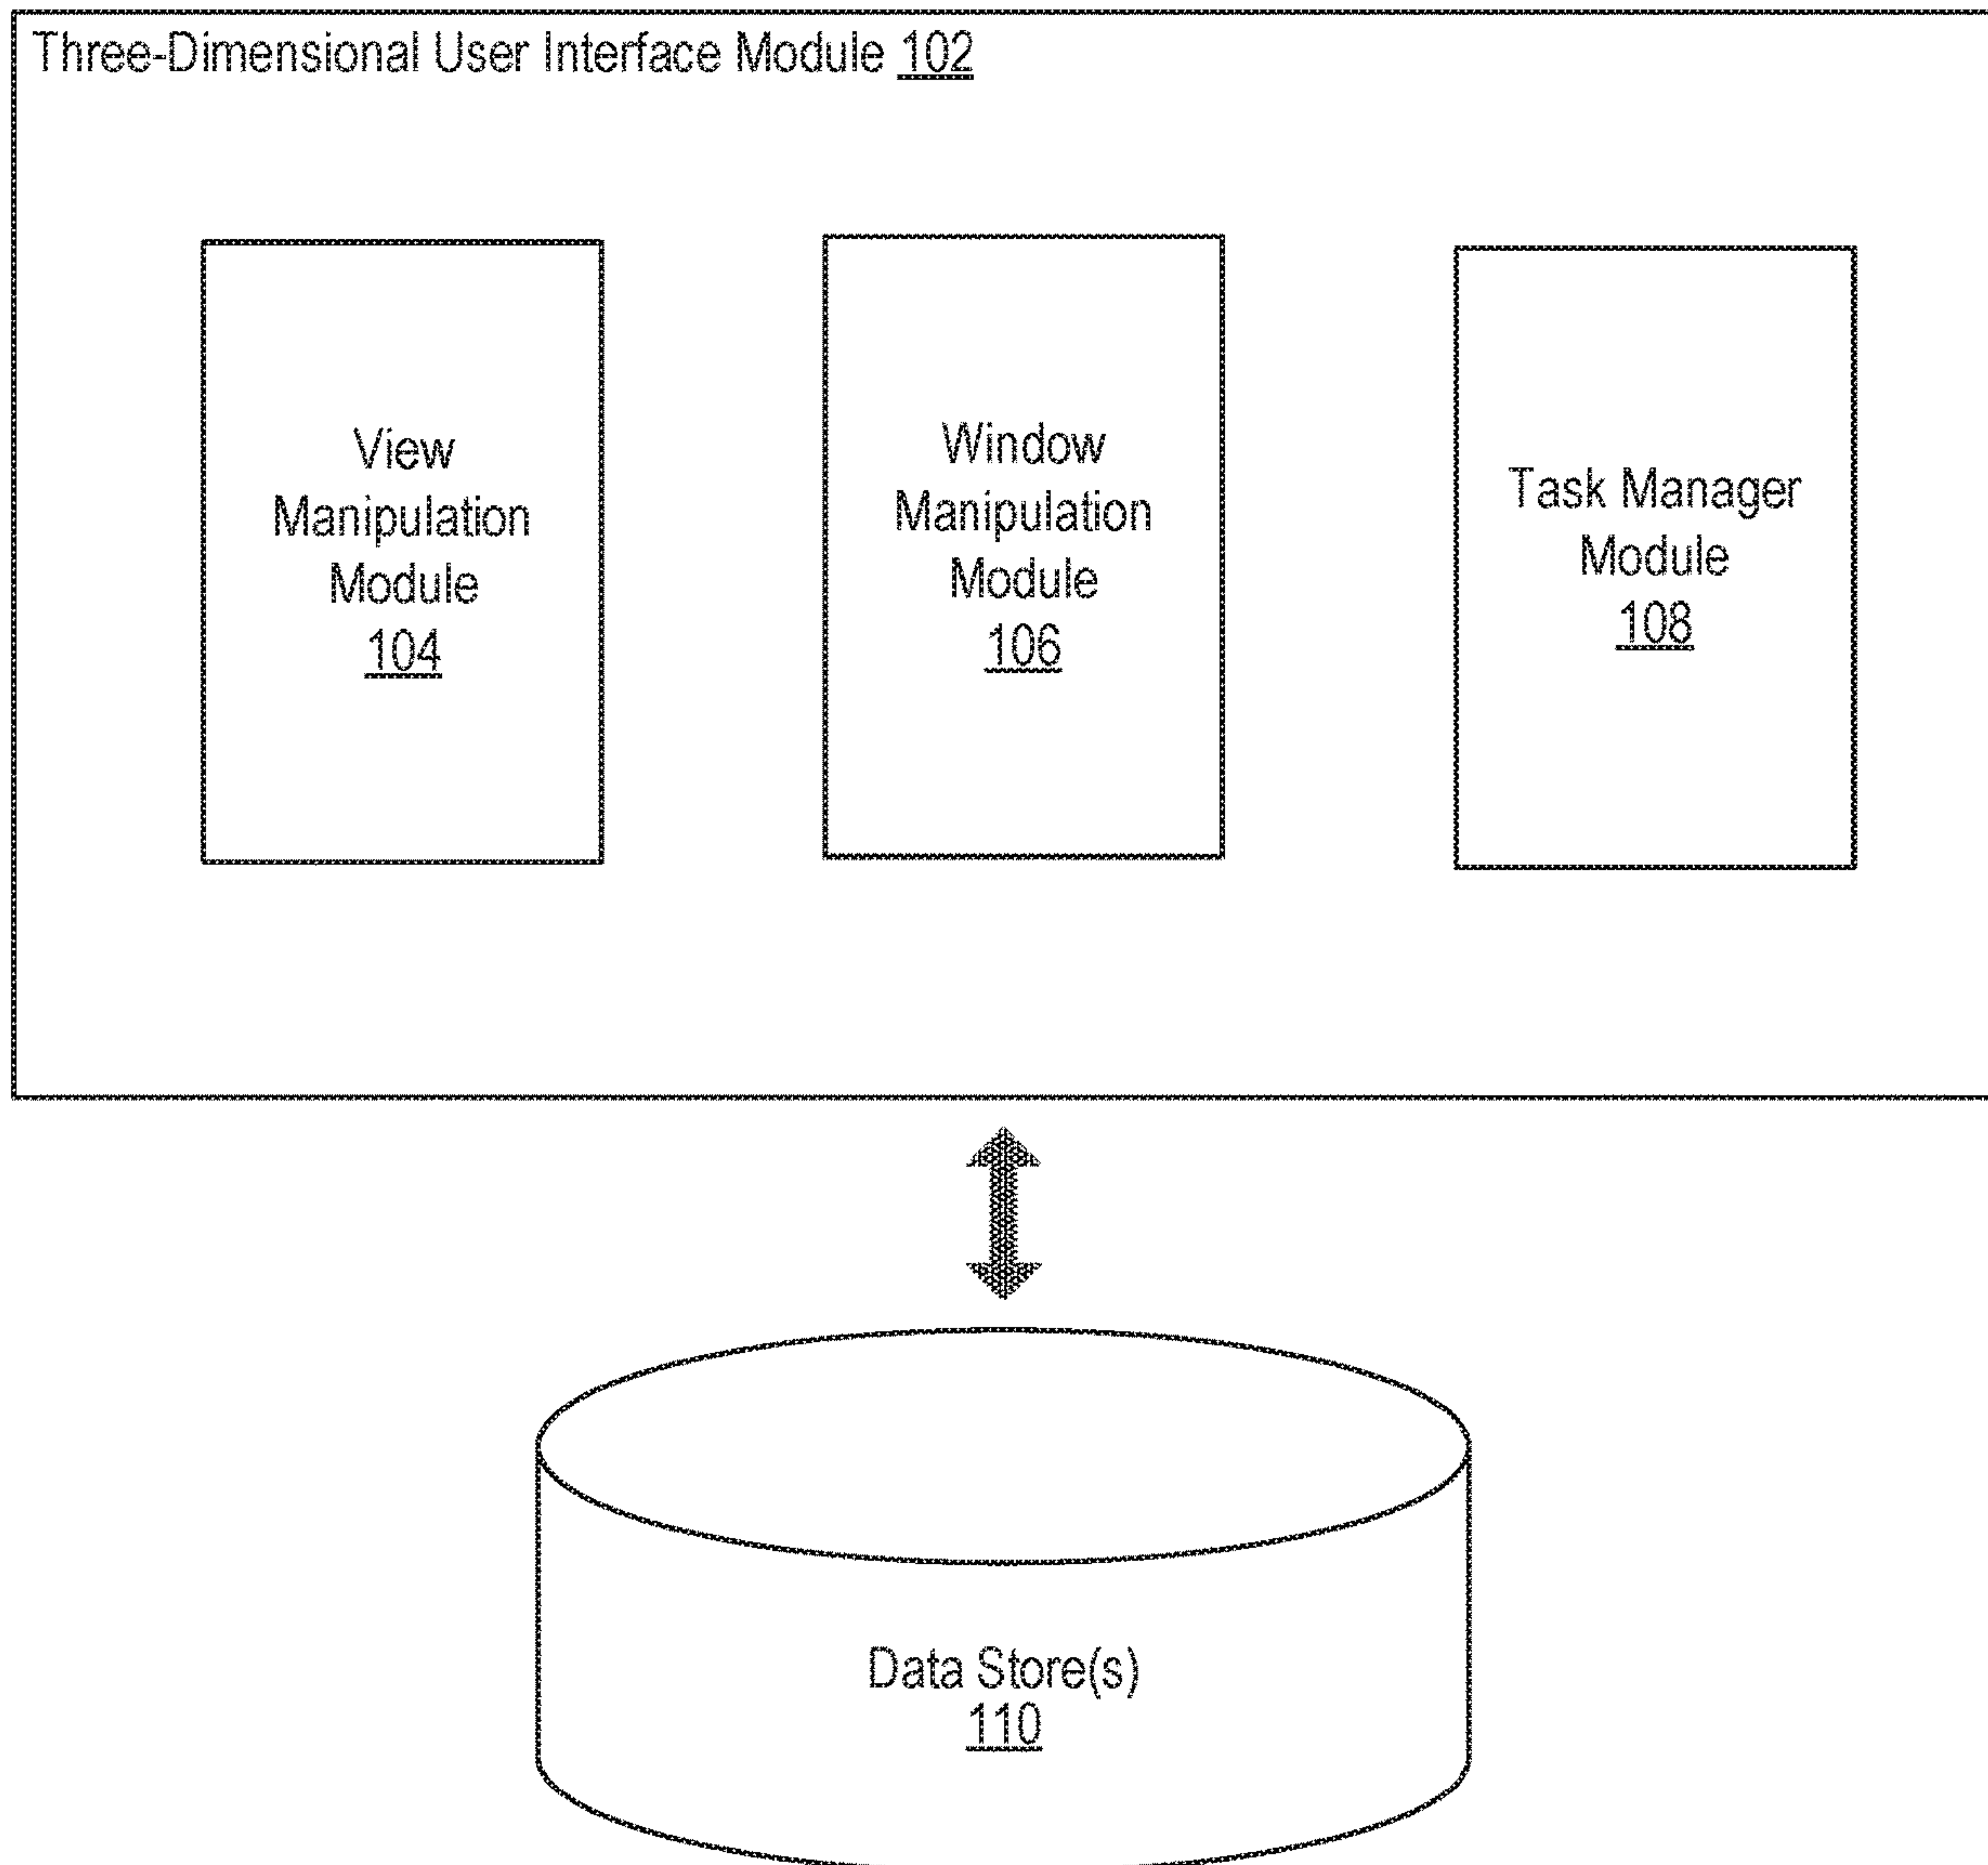 Three-Dimensional User Interface Module 102
View
Manipulation
Module
104
Window
Manipulation
Module
106
Task Manager
Module
108
Data Store(s)
110